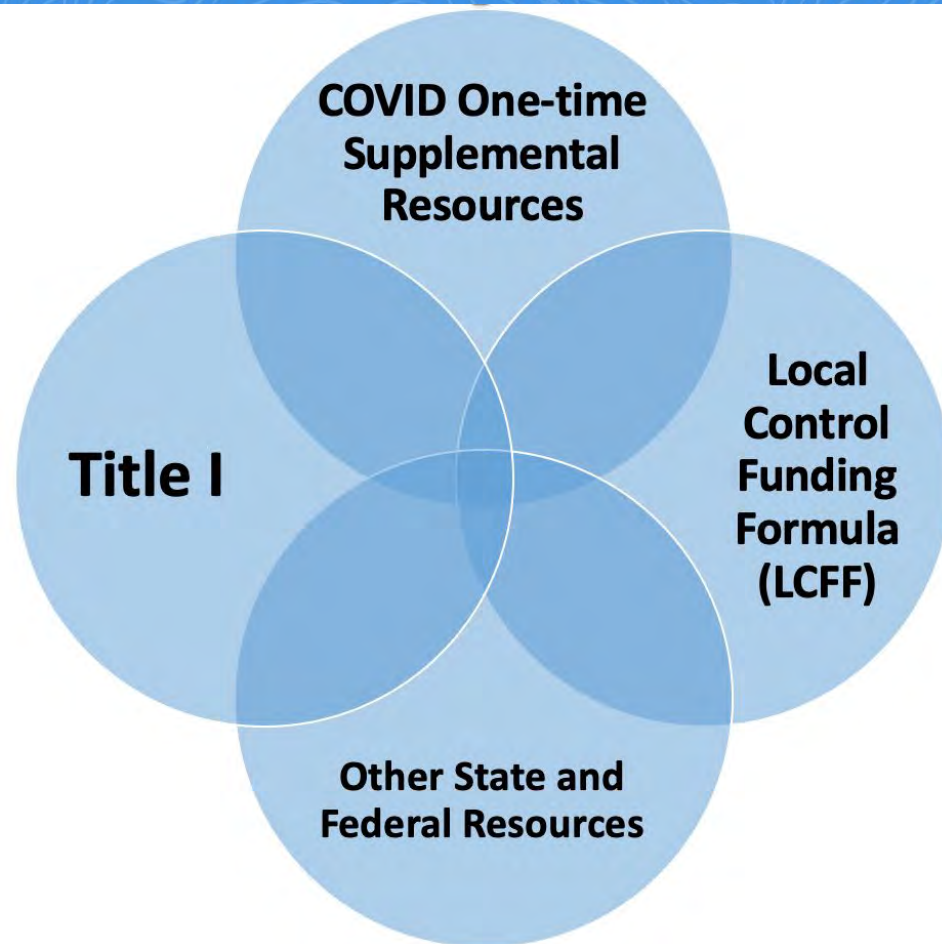 COVID One-time
Supplemental
Resources
Title I
Local
Control
Funding
Formula
(LCFF)
Other State and
Federal Resources